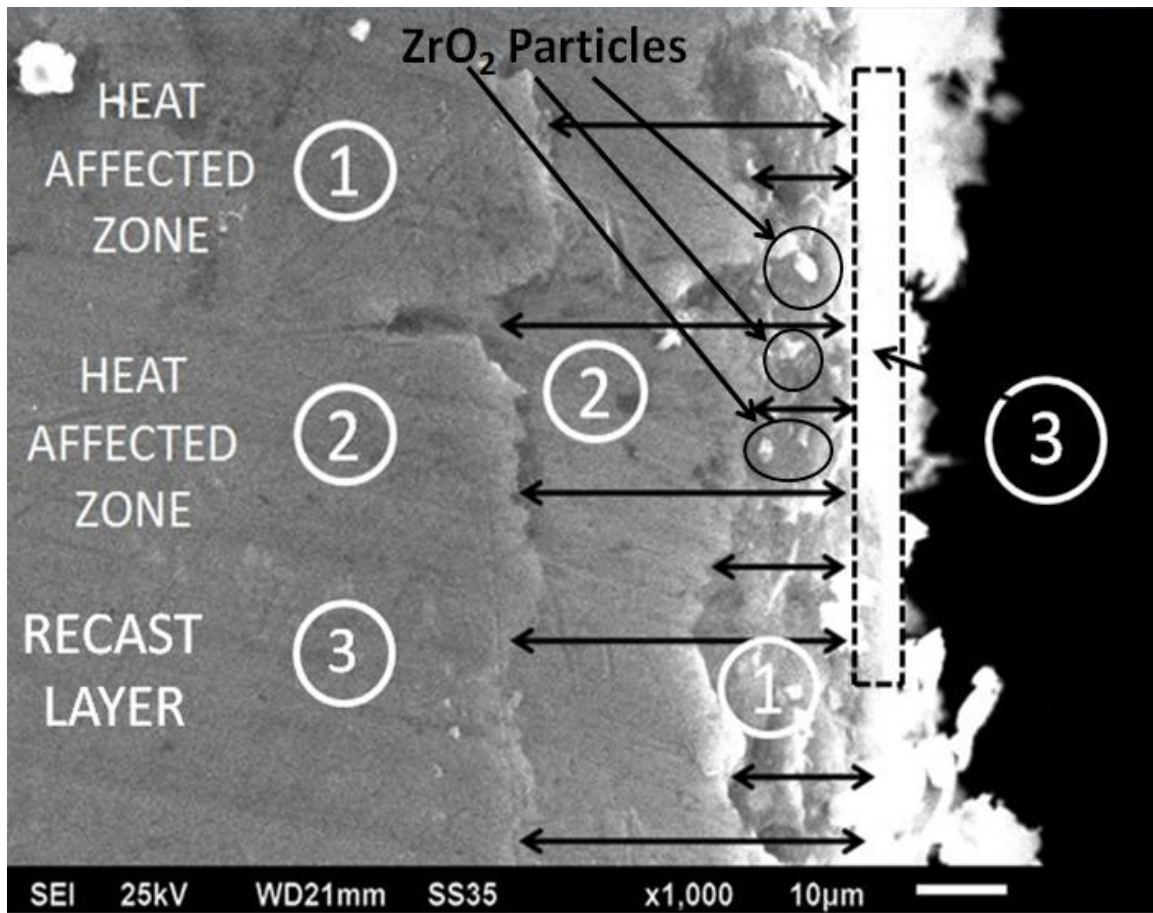 ZrO₂ Particles
HEAT
AFFECTED
ZONE
1
HEAT
AFFECTED
ZONE
2
2
3
RECAST
LAYER
3
1
SEI 25kV WD21mm SS35 x1,000 10µm